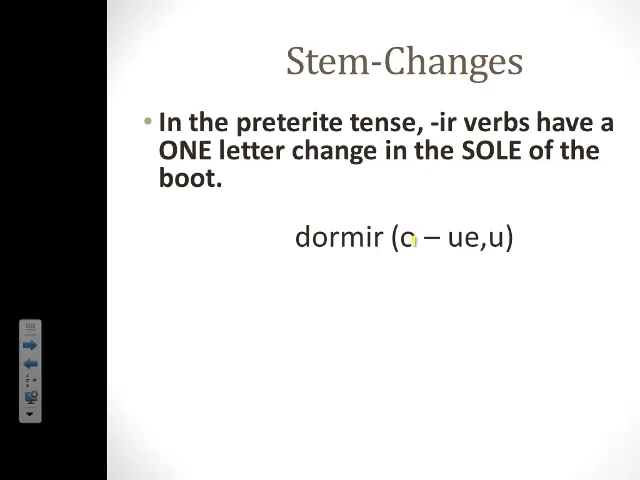 Stem-Changes
• In the preterite tense, -ir verbs have a
ONE letter change in the SOLE of the
boot.
dormir (o – ue,u)